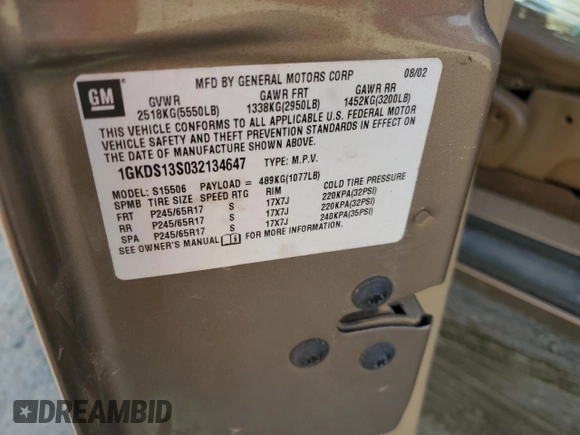 GM
MFD BY GENERAL MOTORS CORP 08/02
GVWR GAWR FRT GAWR RR
2518KG(5550LB) 1338KG(2950LB) 1452KG(3200LB)
THIS VEHICLE CONFORMS TO ALL APPLICABLE U.S. FEDERAL MOTOR
VEHICLE SAFETY AND THEFT PREVENTION STANDARDS IN EFFECT ON
THE DATE OF MANUFACTURE SHOWN ABOVE.
1GKDS13S032134647 TYPE: M.P.V.
MODEL: S15506 PAYLOAD = 489KG(1077LB)
SPMB TIRE SIZE SPEED RTG RIM COLD TIRE PRESSURE
FRT P245/65R17 S 17X7J 220KPA(32PSI)
RR P245/65R17 S 17X7J 220KPA(32PSI)
SPA P245/65R17 S 17X7J 240KPA(35PSI)
SEE OWNER'S MANUAL FOR MORE INFORMATION.
DREAMBID